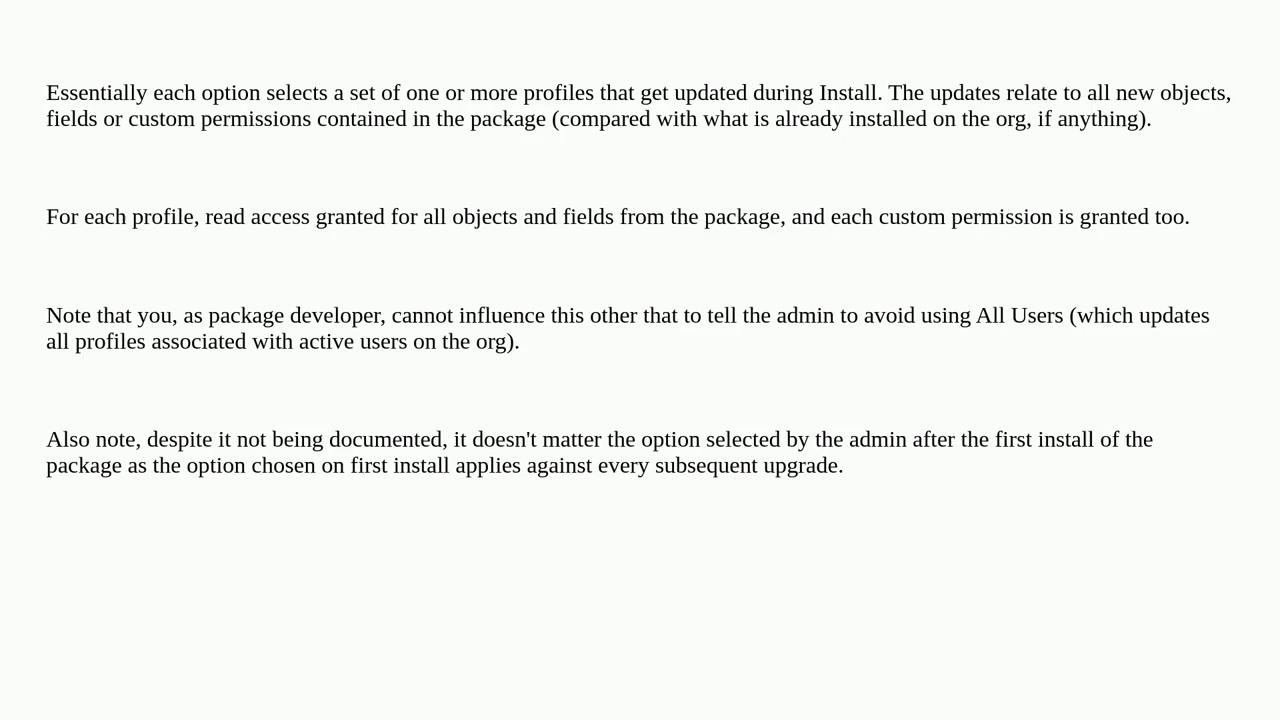 Essentially each option selects a set of one or more profiles that get updated during Install. The updates relate to all new objects,
fields or custom permissions contained in the package (compared with what is already installed on the org, if anything).
For each profile, read access granted for all objects and fields from the package, and each custom permission is granted too.
Note that you, as package developer, cannot influence this other that to tell the admin to avoid using All Users (which updates
all profiles associated with active users on the org).
Also note, despite it not being documented, it doesn't matter the option selected by the admin after the first install of the
package as the option chosen on first install applies against every subsequent upgrade.